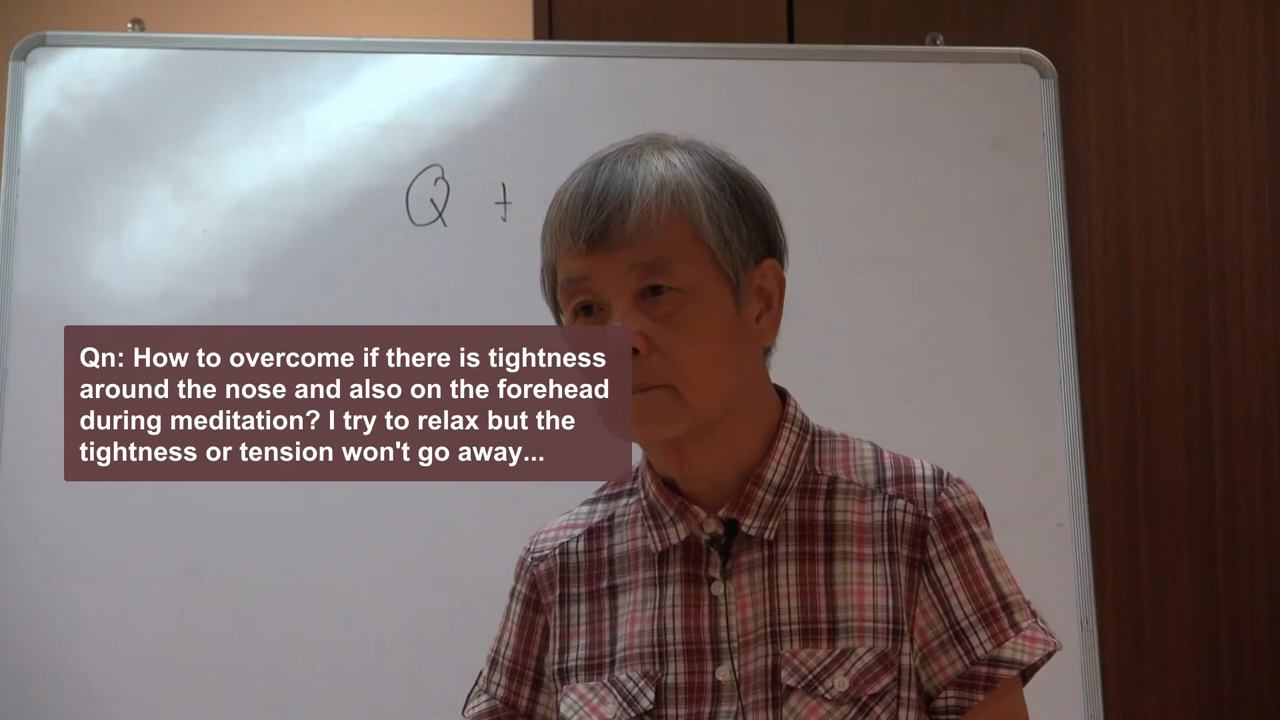 Q +
Qn: How to overcome if there is tightness
around the nose and also on the forehead
during meditation? I try to relax but the
tightness or tension won't go away...